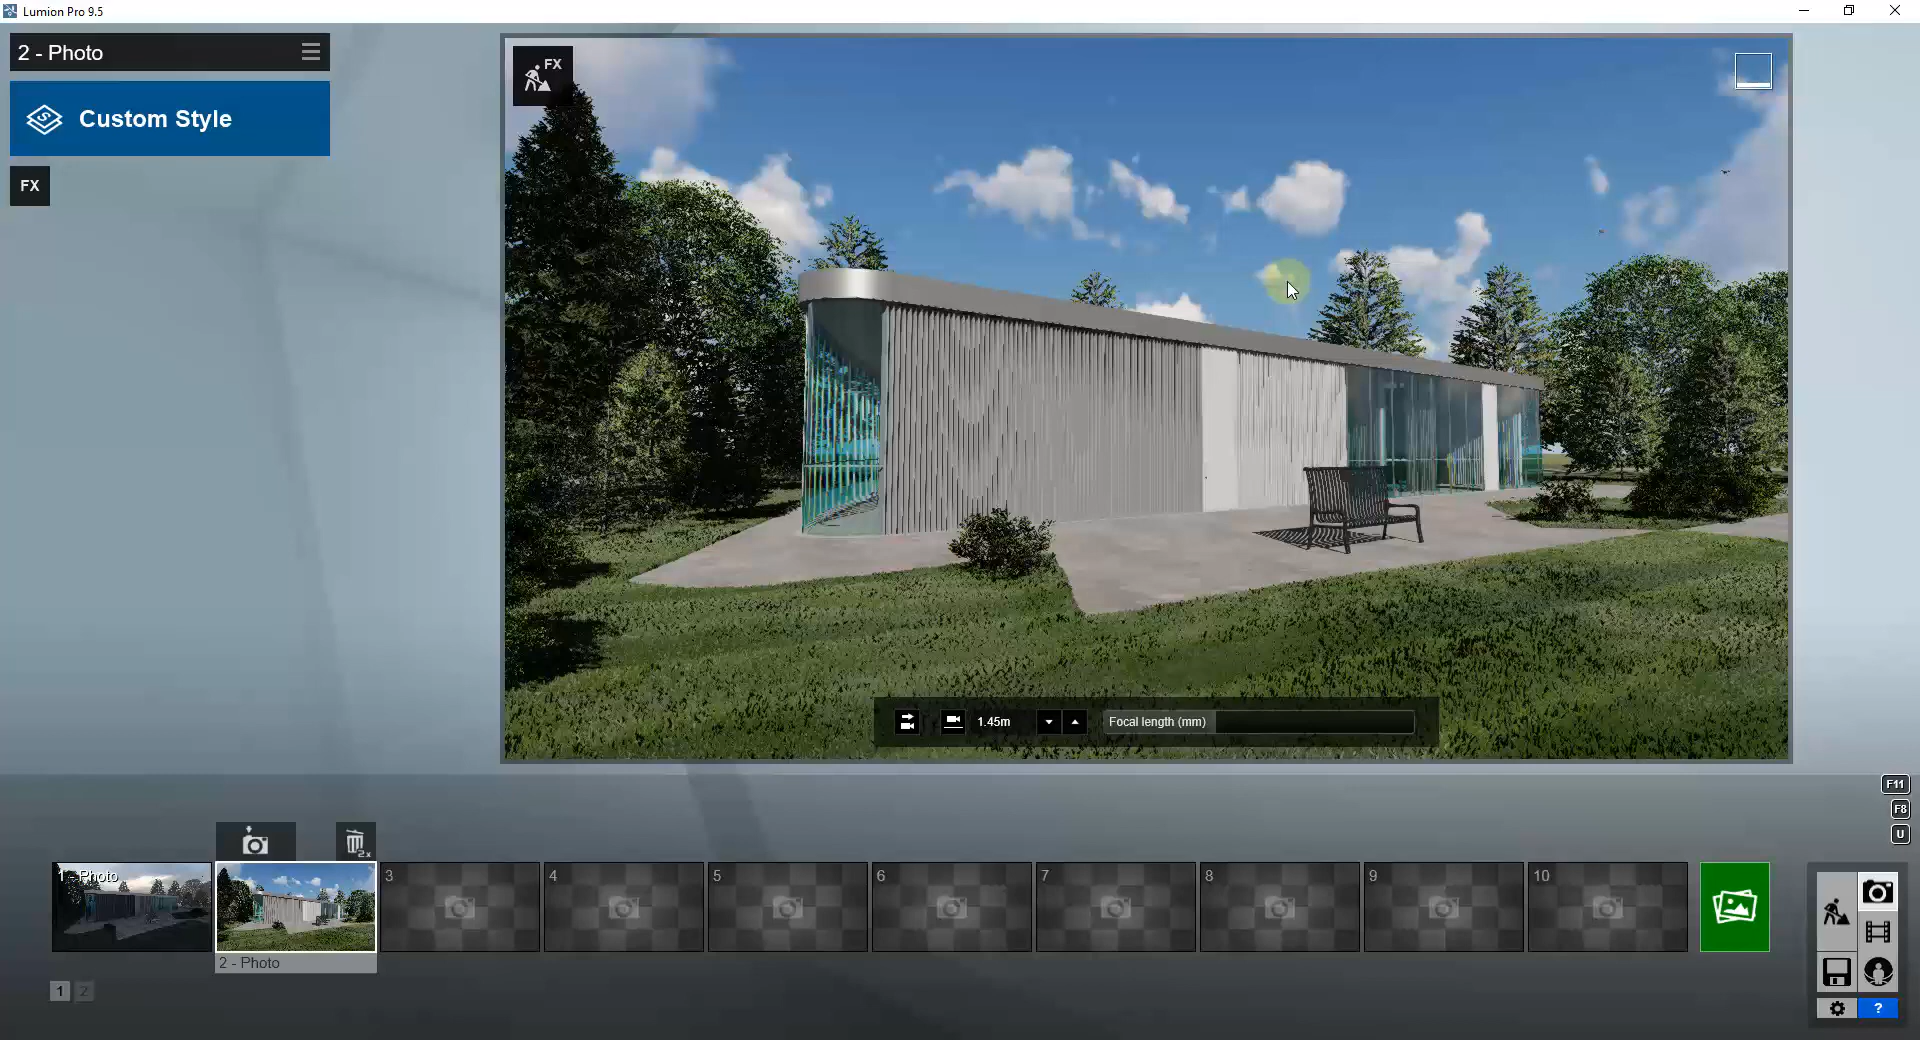 Lumion Pro 9.5
2 - Photo
Custom Style
FX
FX
1.45m
Focal length (mm)
F11
F8
U
2x
1 - Photo
3
4
5
6
7
8
9
10
2 - Photo
1
2
?